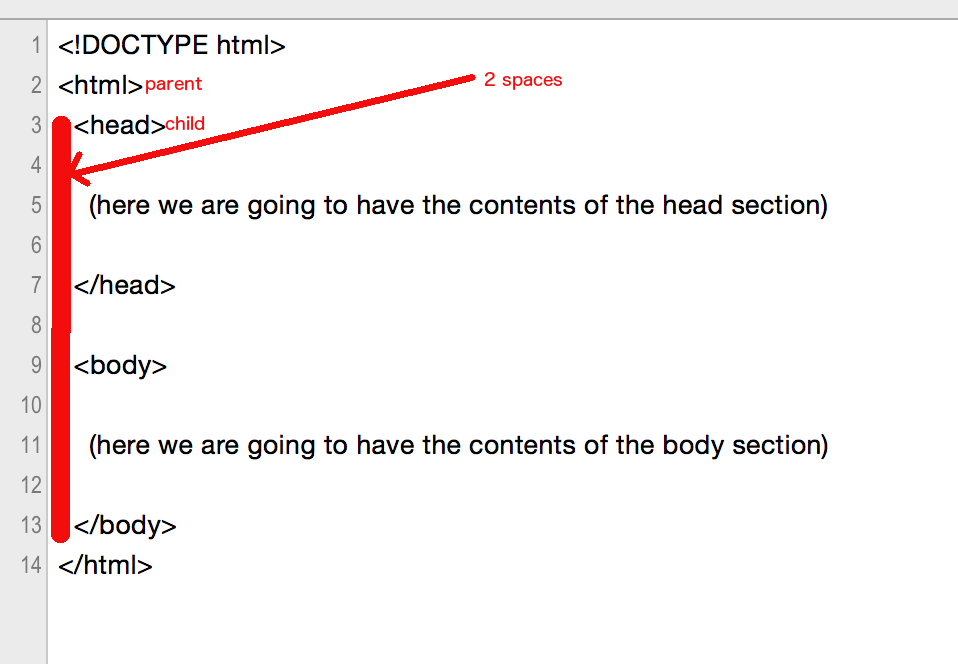 1 <!DOCTYPE html>
2 <html> parent 2 spaces
3 <head> child
4
5 (here we are going to have the contents of the head section)
6
7 </head>
8
9 <body>
10
11 (here we are going to have the contents of the body section)
12
13 </body>
14 </html>